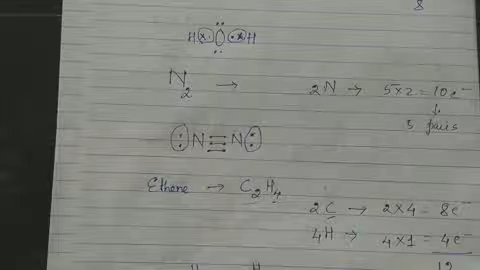 8
H O H
N₂ → 2N → 5×2 = 10e⁻
↓
5 pairs
N≡N
Ethene → C₂H₄
2C → 2×4 = 8e⁻
4H → 4×1 = 4e⁻
12
H H